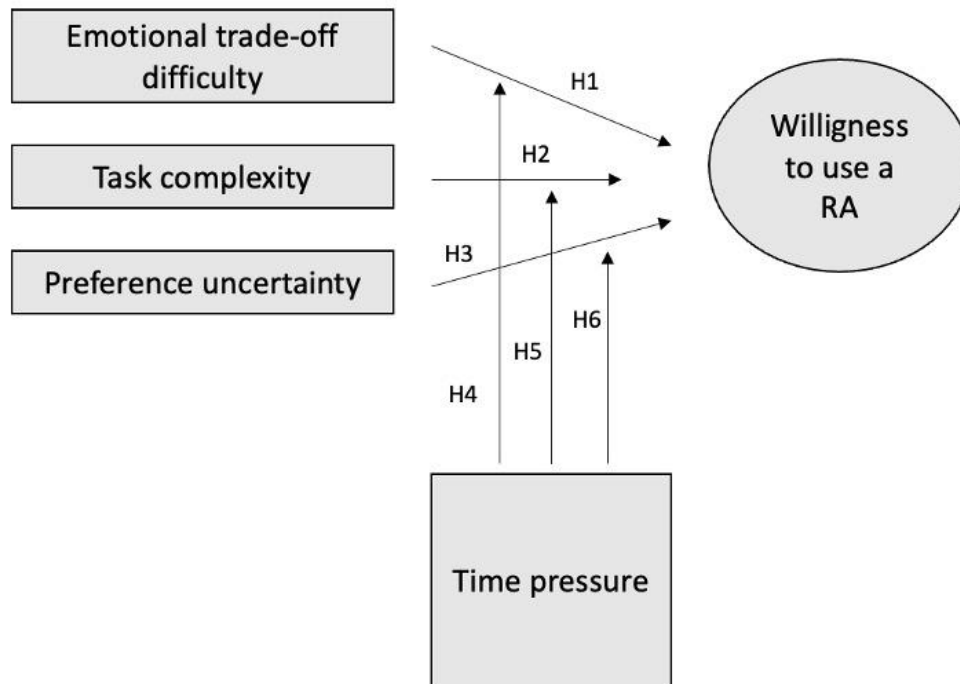 Emotional trade-off
difficulty
H1
Willigness
to use a
RA
H2
Task complexity
H3
Preference uncertainty
H6
H5
H4
Time pressure